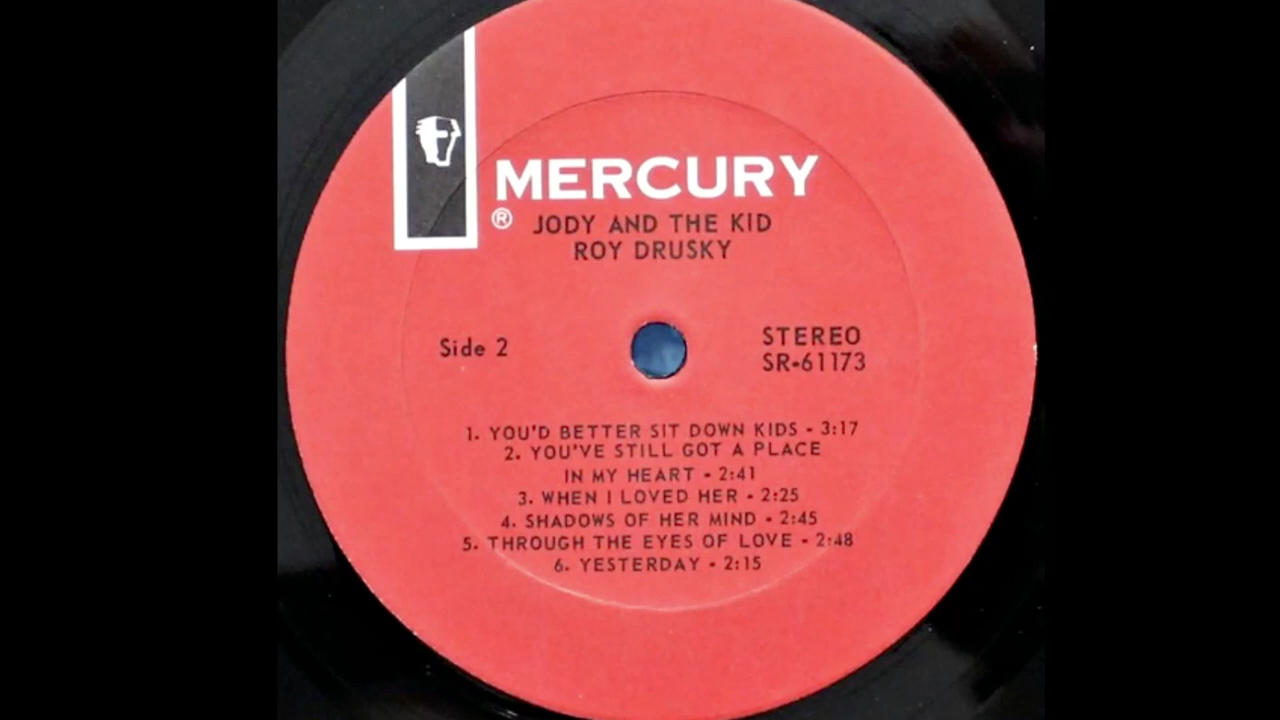 MERCURY
®
JODY AND THE KID
ROY DRUSKY
Side 2
STEREO
SR-61173
1. YOU'D BETTER SIT DOWN KIDS - 3:17
2. YOU'VE STILL GOT A PLACE
IN MY HEART - 2:41
3. WHEN I LOVED HER - 2:25
4. SHADOWS OF HER MIND - 2:45
5. THROUGH THE EYES OF LOVE - 2:48
6. YESTERDAY - 2:15